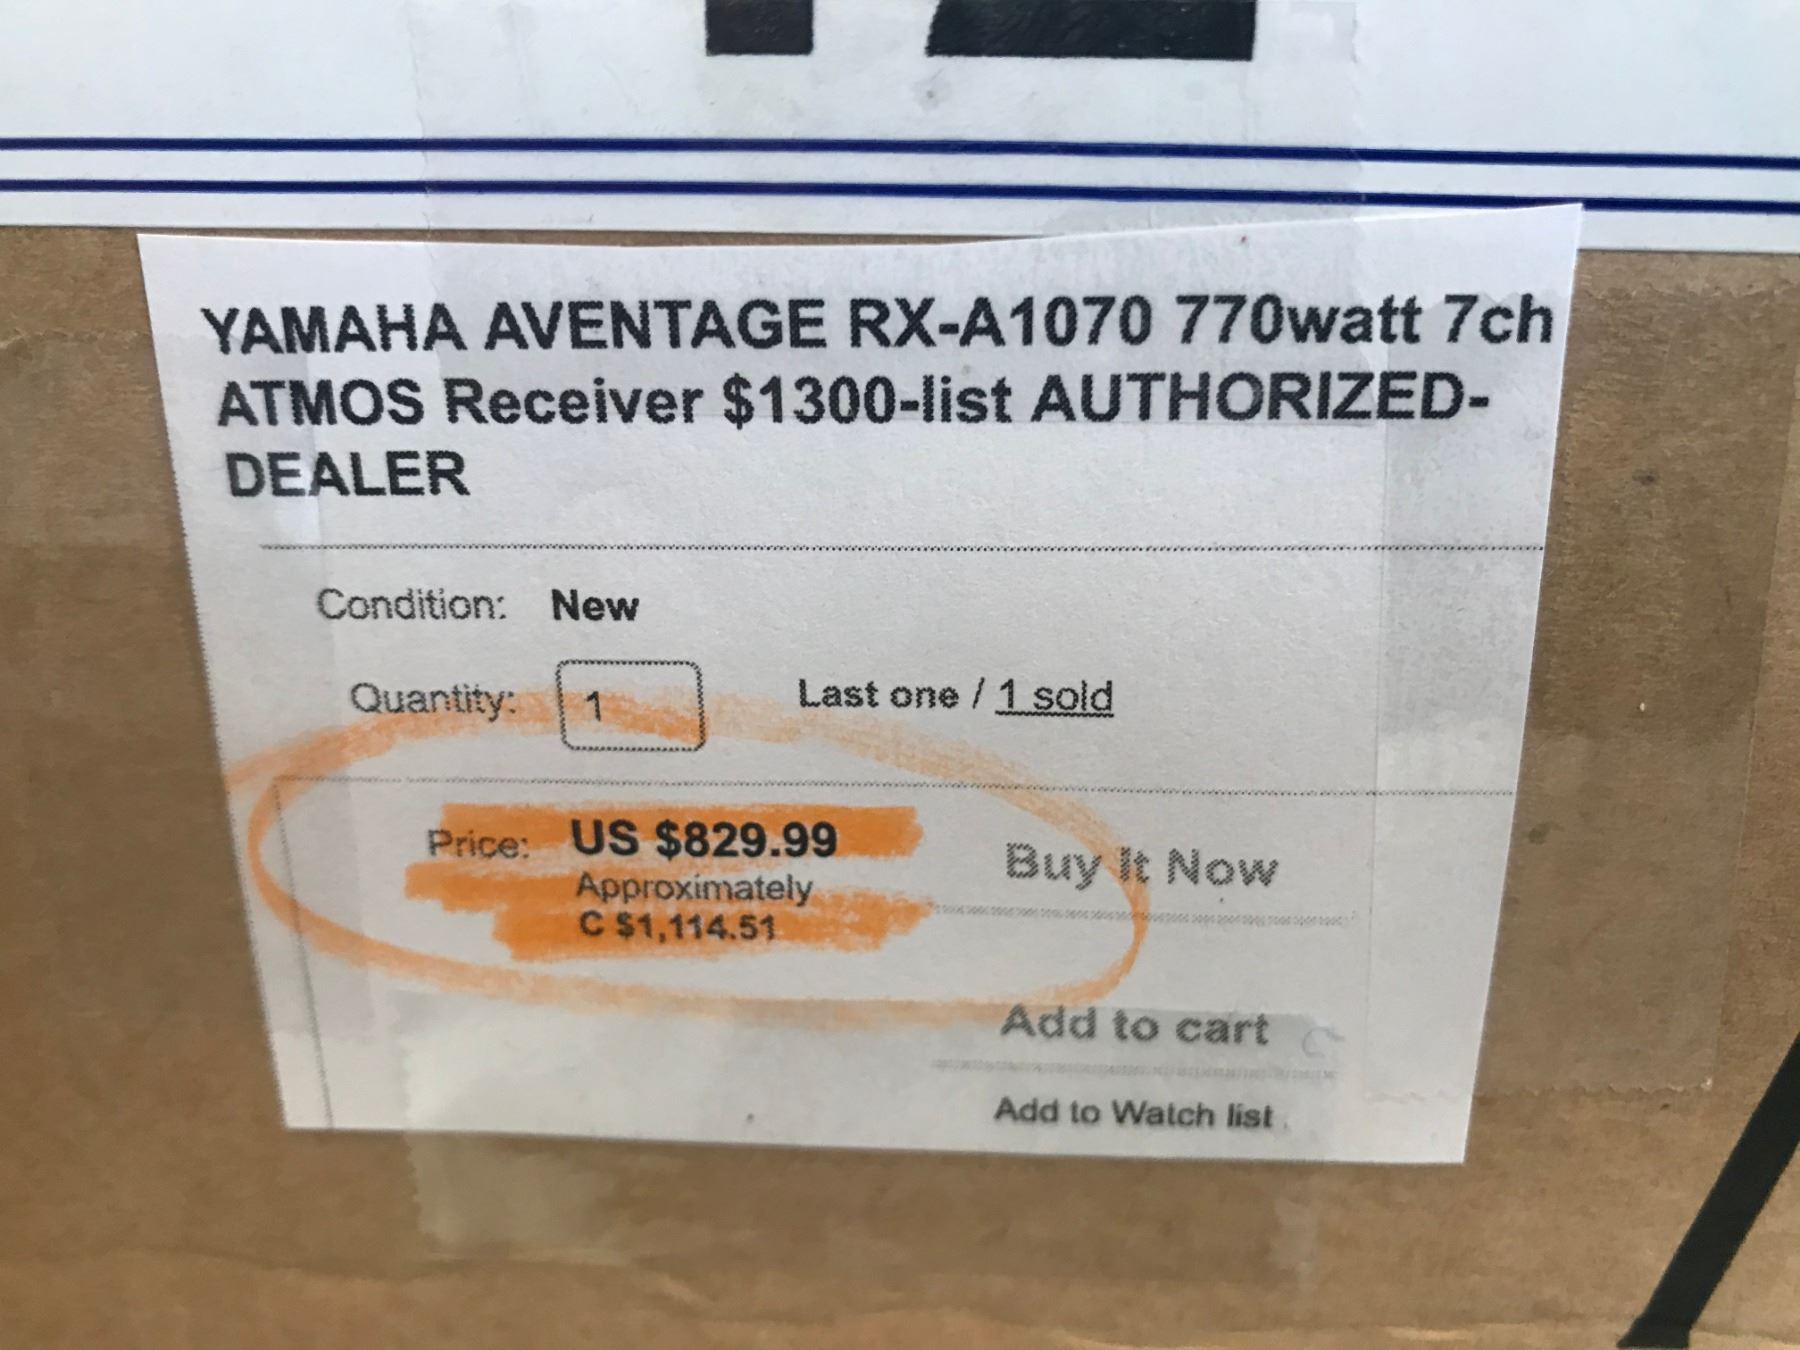 YAMAHA AVENTAGE RX-A1070 770watt 7ch
ATMOS Receiver $1300-list AUTHORIZED-
DEALER
Condition: New
Quantity: 1 Last one / 1 sold
Price: US $829.99
Approximately
C $1,114.51
Buy It Now
Add to cart
Add to Watch list